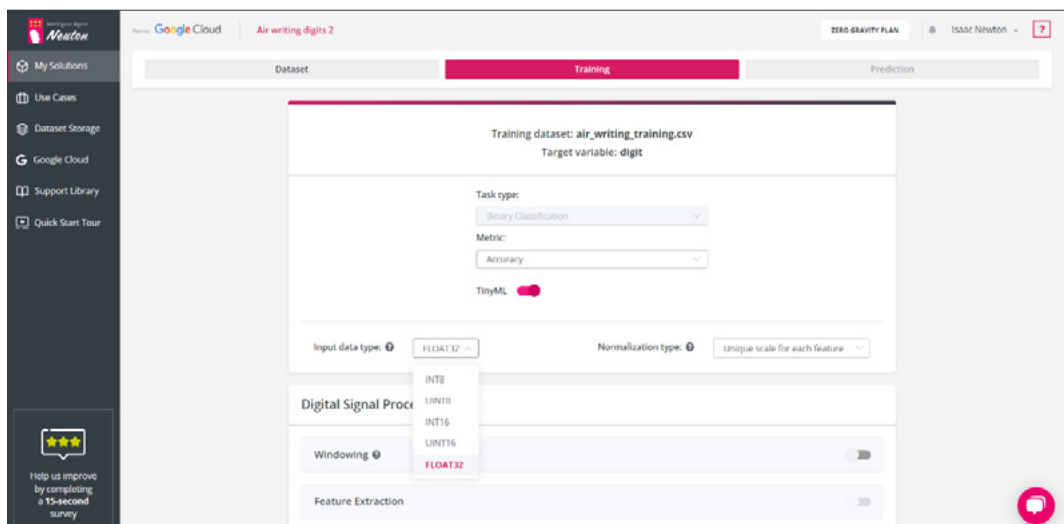 Intelligent Agent
Neuton
Google Cloud
Air writing digits 2
ZERO GRAVITY PLAN
Isaac Newton
?
My Solutions
Use Cases
Dataset Storage
Google Cloud
Support Library
Quick Start Tour
Dataset
Training
Prediction
Training dataset: air_writing_training.csv
Target variable: digit
Task type:
Binary Classification
Metric:
Accuracy
TinyML
Input data type: ?
FLOAT32
Normalization type: ?
Unique scale for each feature
INT8
UINT8
INT16
UINT16
FLOAT32
Digital Signal Proce
Windowing ?
Feature Extraction
Help us improve
by completing
a 15-second
survey